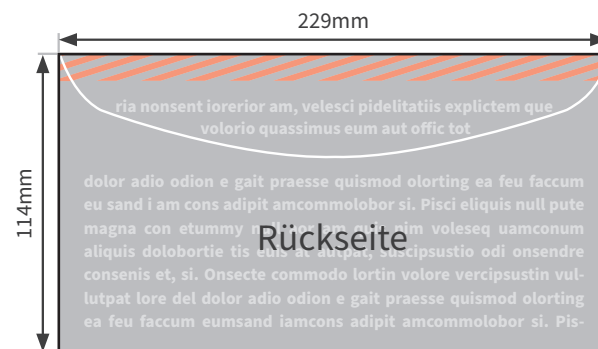 229mm
114mm
ria nonsent iorerior am, velesci pidelitatiis explictem que
volorio quassimus eum aut offic tot
dolor adio odion e gait praesse quismod olorting ea feu faccum
eu sand i am cons adipit amcommolobor si. Pisci eliquis null pute
magna con etummy voleseq uamconum
Rückseite
aliquis dolobortie tis euis at autpat, suscipsustio odi onsendre
consenis et, si. Onsecte commodo lortin volore vercipsustin vul-
lutpat lore del dolor adio odion e gait praesse quismod olorting
ea feu faccum eumsand iamcons adipit amcommolobor si. Pis-